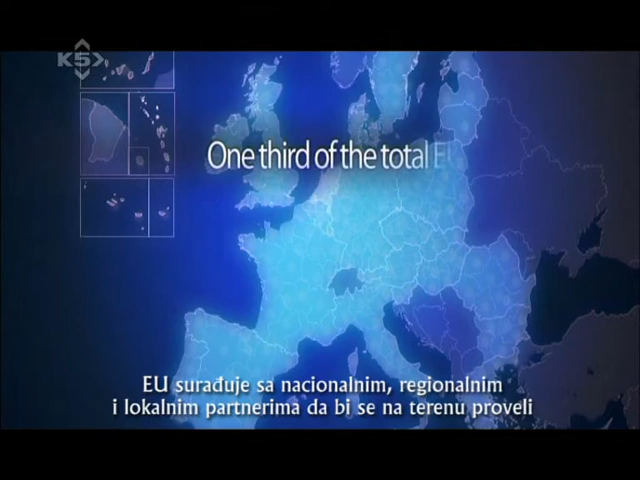 K5
One third of the total E
EU surađuje sa nacionalnim, regionalnim
i lokalnim partnerima da bi se na terenu proveli